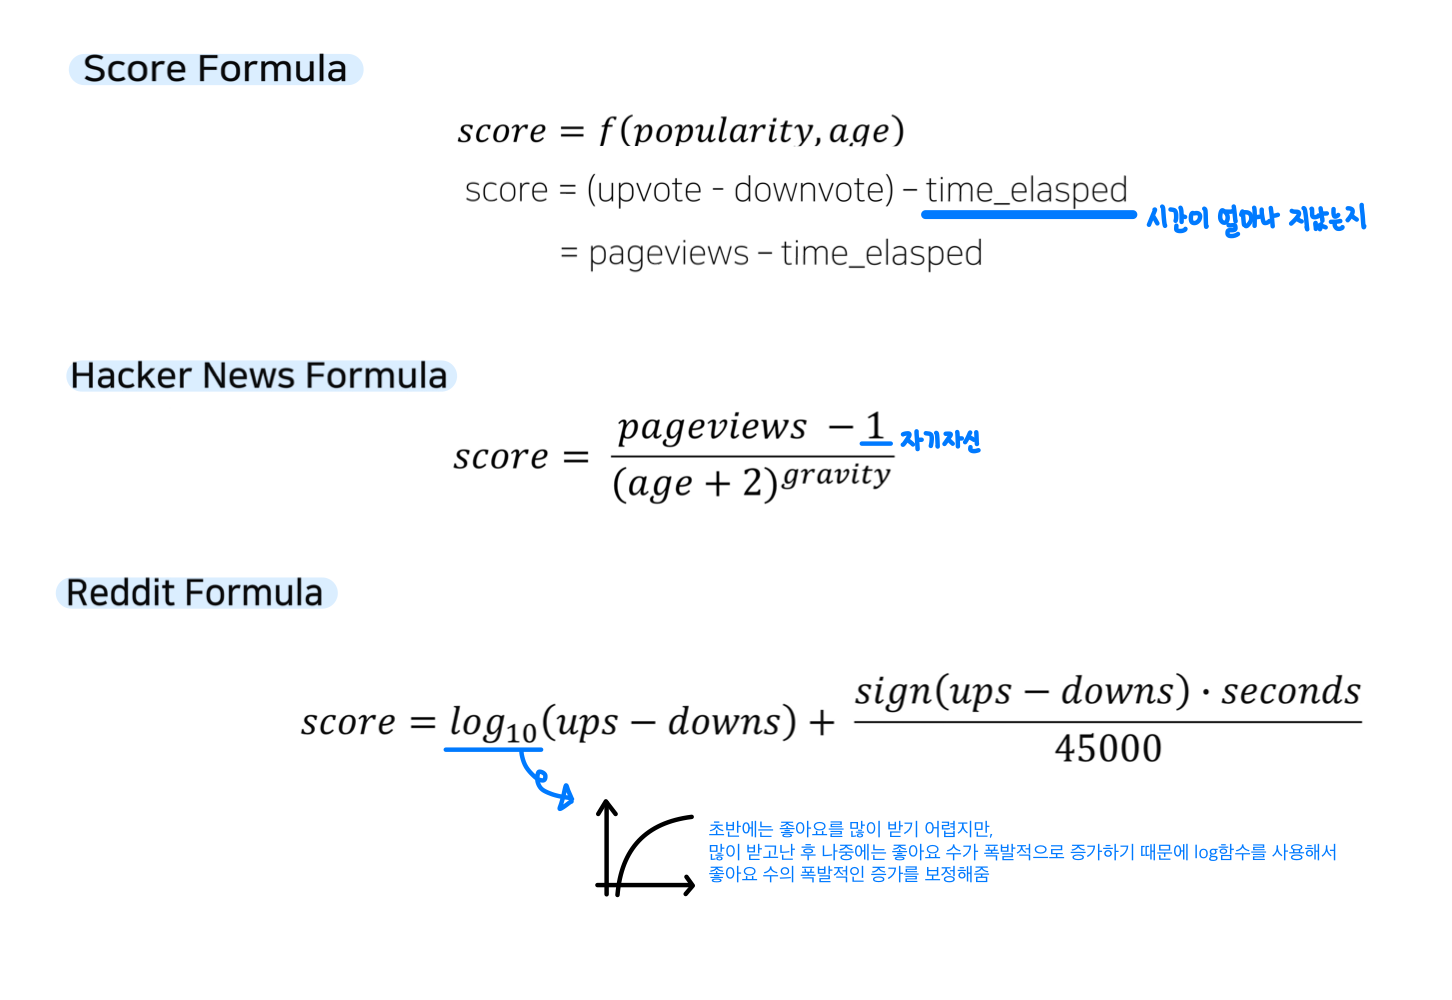 Score Formula
score = f(popularity, age)
score = (upvote - downvote) - time_elasped
시간이 얼마나 지났는지
= pageviews - time_elasped
Hacker News Formula
score = \frac{pageviews - 1}{(age + 2)^{gravity}}
자기자신
Reddit Formula
score = log_{10}(ups - downs) + \frac{sign(ups - downs) · seconds}{45000}
초반에는 좋아요를 많이 받기 어렵지만,
많이 받고난 후 나중에는 좋아요 수가 폭발적으로 증가하기 때문에 log함수를 사용해서
좋아요 수의 폭발적인 증가를 보정해줌